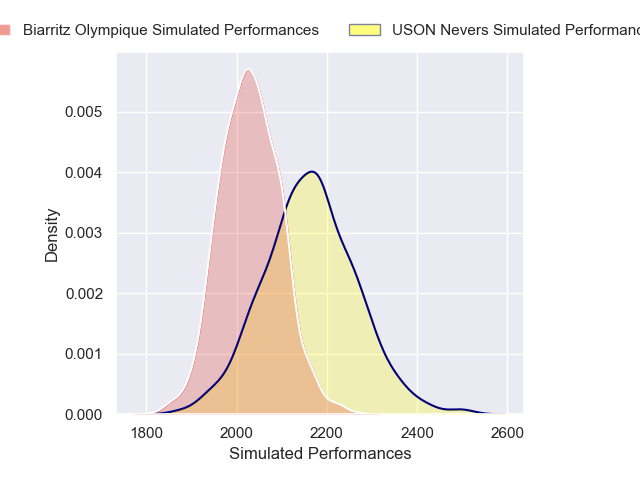 Biarritz Olympique Simulated Performances USON Nevers Simulated
0.005
0.004
0.003
0.002
0.001
0.000
Density
1800 2000 2200 2400 2600
Simulated Performances